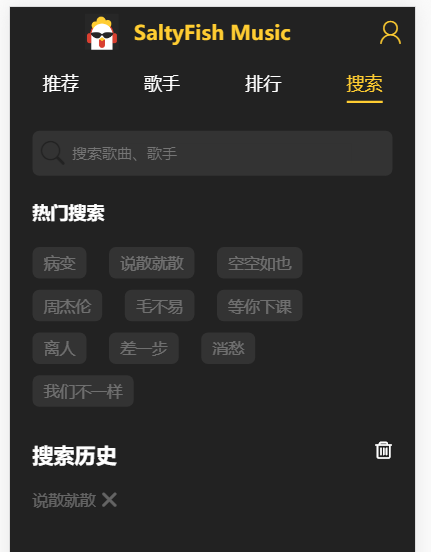 SaltyFish Music
推荐 歌手 排行 搜索
搜索歌曲、歌手
热门搜索
病变 说散就散 空空如也
周杰伦 毛不易 等你下课
离人 差一步 消愁
我们不一样
搜索历史
说散就散